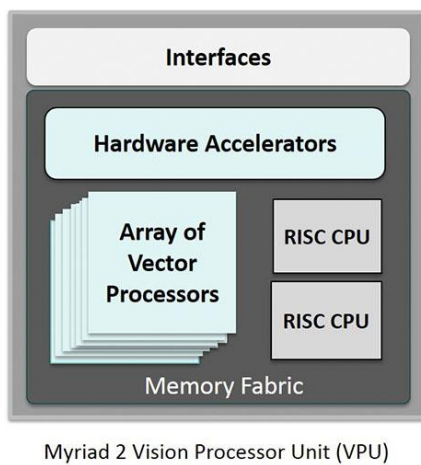 Interfaces
Hardware Accelerators
Array of
Vector
Processors
RISC CPU
RISC CPU
Memory Fabric
Myriad 2 Vision Processor Unit (VPU)